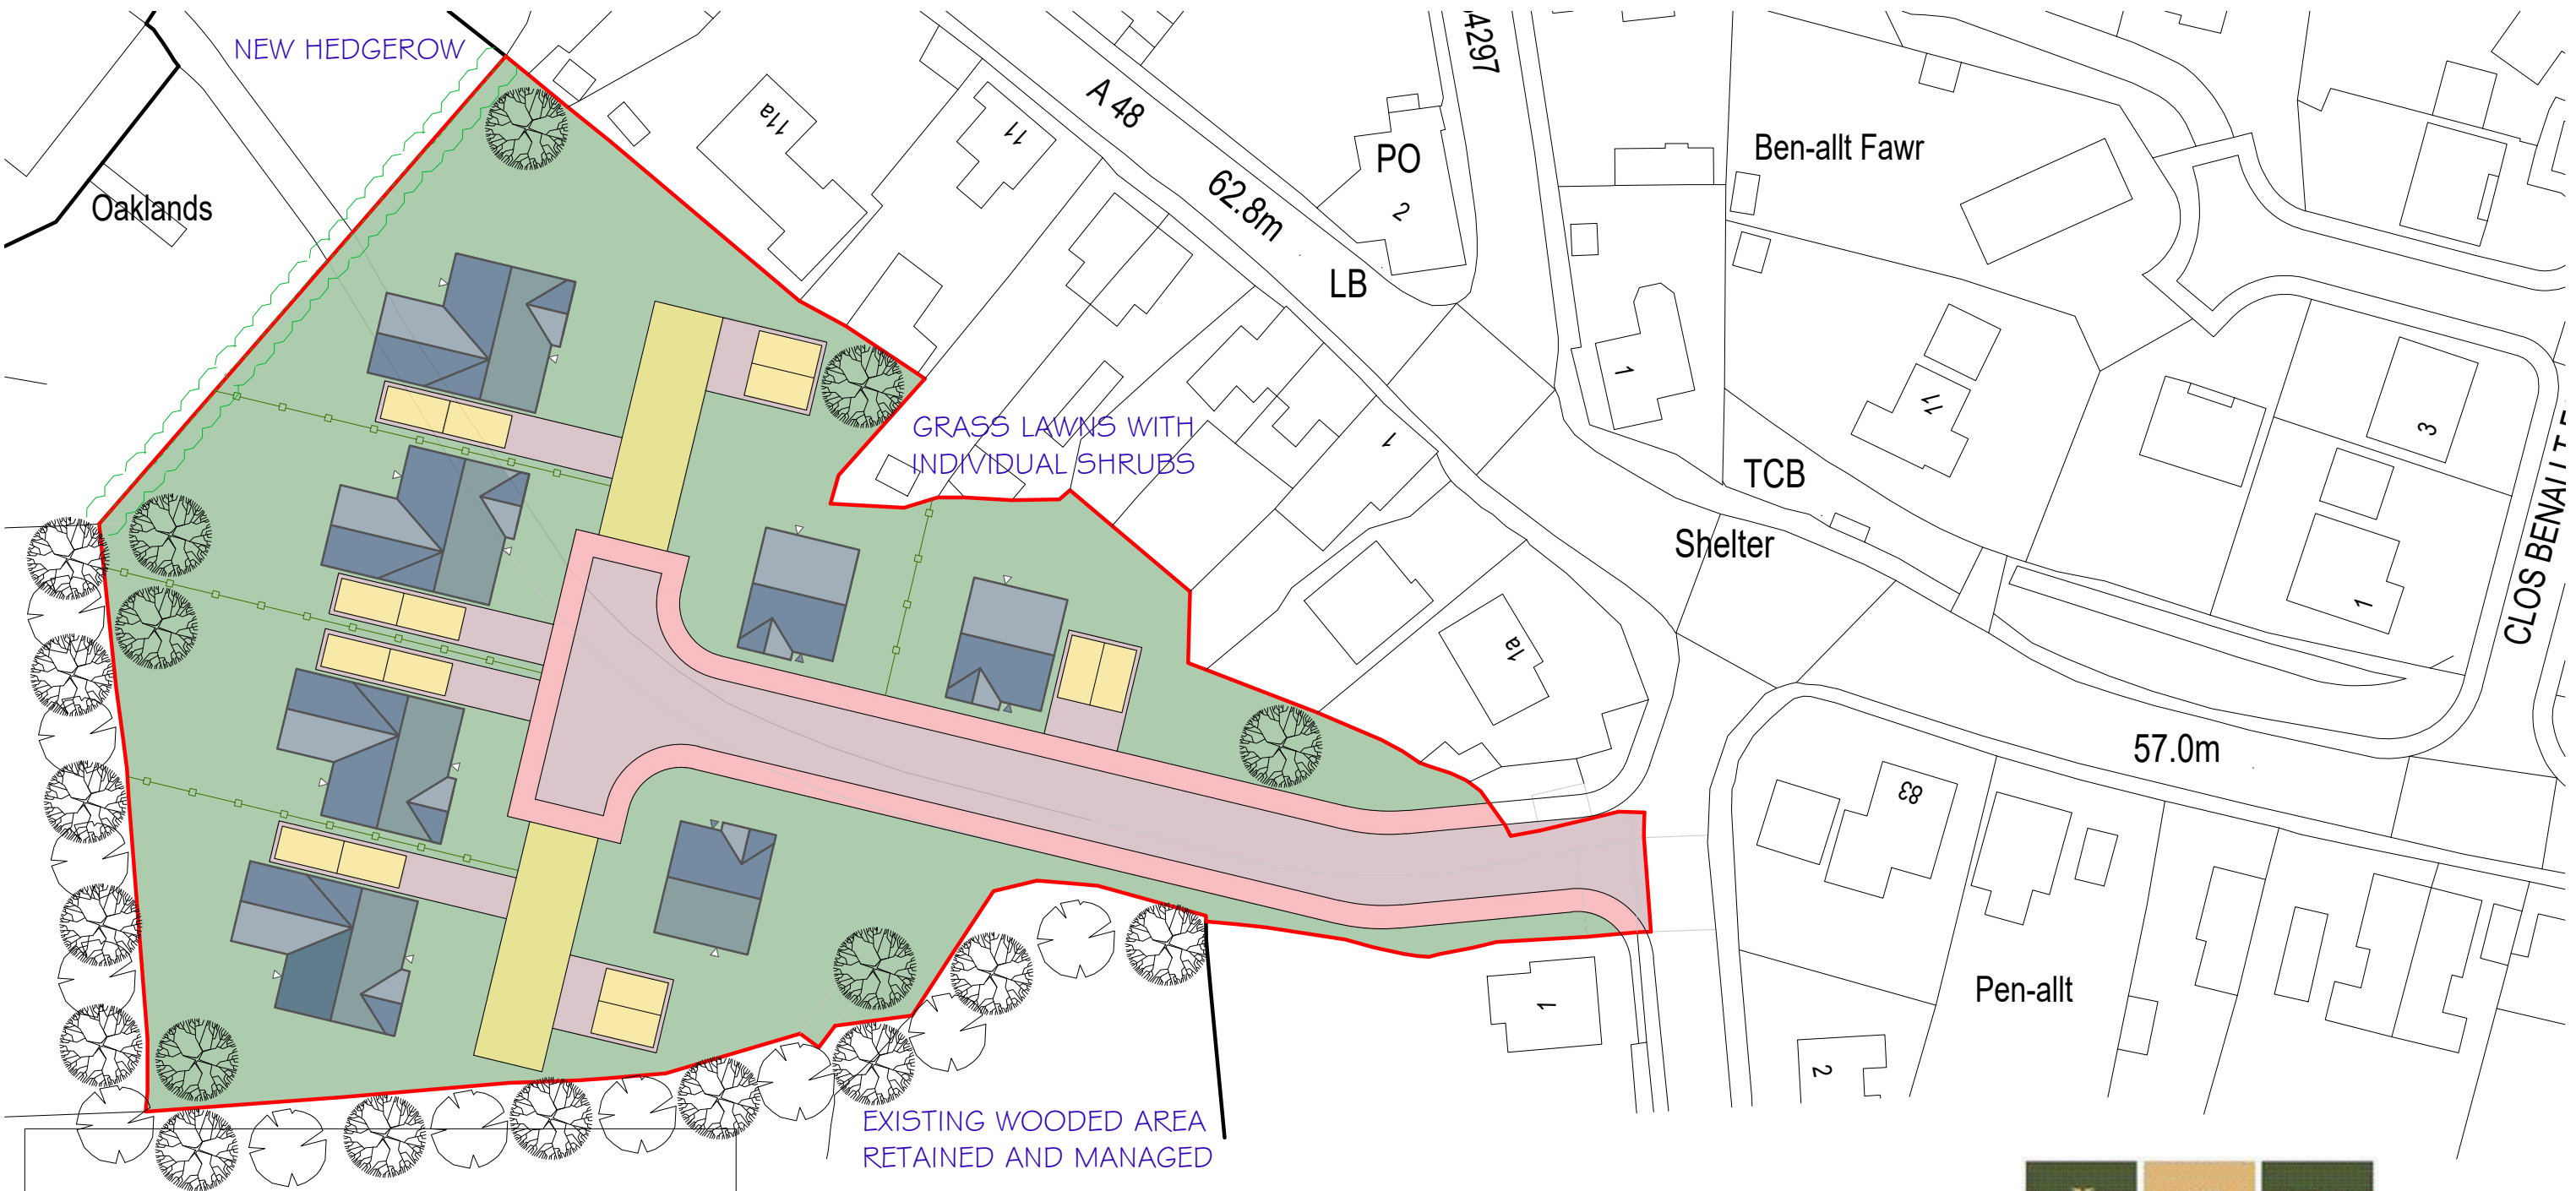 NEW HEDGEROW
Oaklands
11a
11
A 48
62.8m
4297
PO
2
LB
Ben-allt Fawr
1
11
3
1
TCB
Shelter
GRASS LAWNS WITH
INDIVIDUAL SHRUBS
1
1a
CLOS BENALLT
57.0m
83
Pen-allt
1
2
EXISTING WOODED AREA
RETAINED AND MANAGED